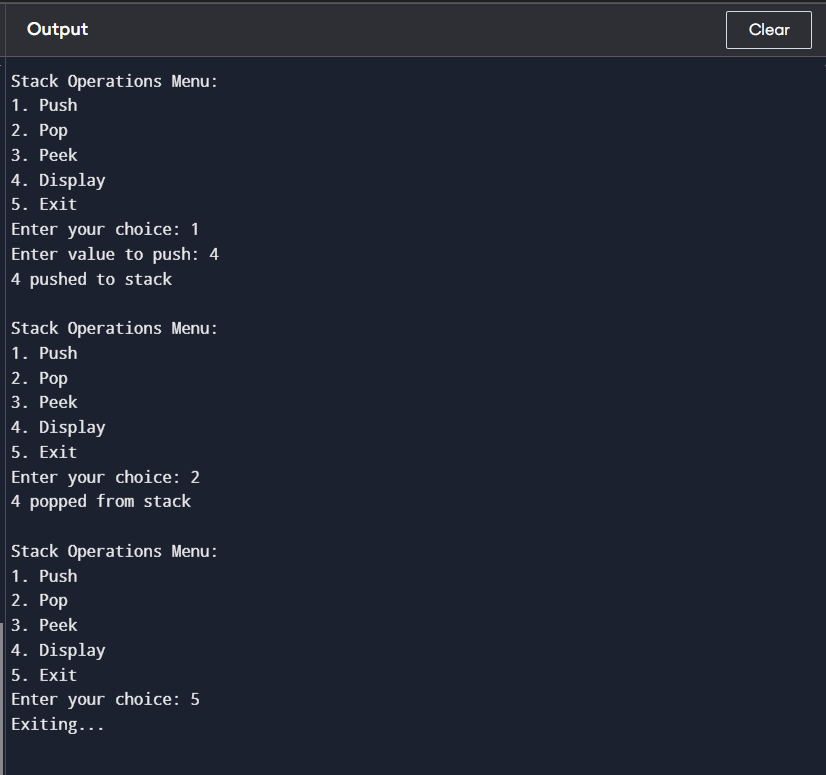 Output
Clear
Stack Operations Menu:
1. Push
2. Pop
3. Peek
4. Display
5. Exit
Enter your choice: 1
Enter value to push: 4
4 pushed to stack
Stack Operations Menu:
1. Push
2. Pop
3. Peek
4. Display
5. Exit
Enter your choice: 2
4 popped from stack
Stack Operations Menu:
1. Push
2. Pop
3. Peek
4. Display
5. Exit
Enter your choice: 5
Exiting...